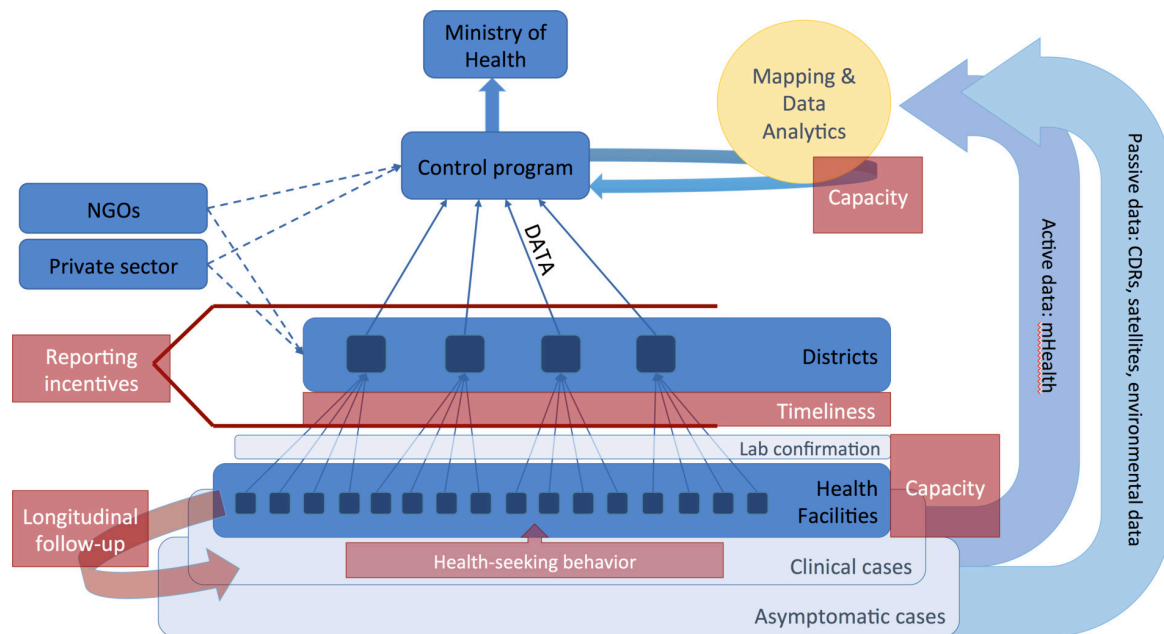 Ministry of
Health
Mapping &
Data
Analytics
Control program
Capacity
NGOs
Private sector
DATA
Reporting
incentives
Districts
Timeliness
Lab confirmation
Health
Facilities
Capacity
Longitudinal
follow-up
Health-seeking behavior
Clinical cases
Asymptomatic cases
Active data: mHealth
Passive data: CDRs, satellites, environmental data